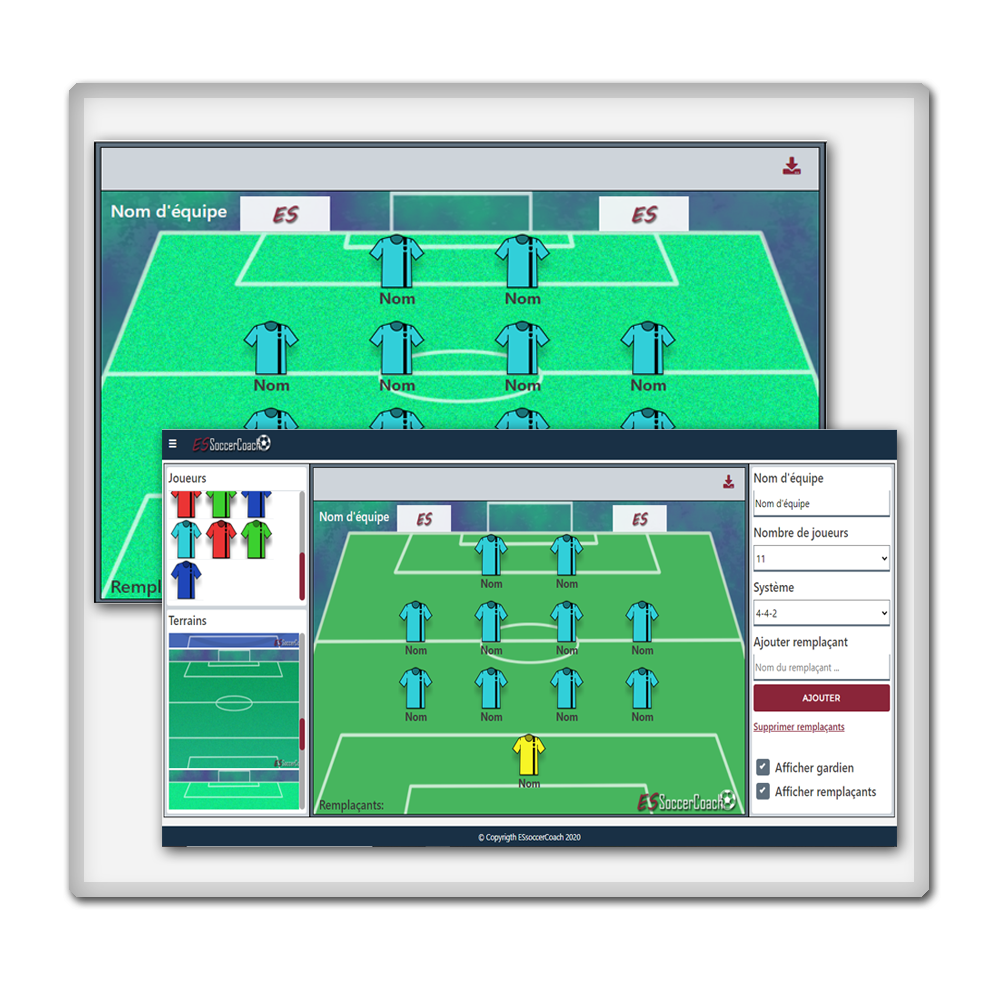 Nom d'équipe
ES
ES
Nom Nom
Nom Nom Nom Nom
Rempl
ESSoccerCoach
Joueurs
Terrains
Nom d'équipe
ES
ES
Nom Nom
Nom Nom Nom Nom
Nom Nom Nom Nom
Nom
Remplaçants:
ESSoccerCoach
Nom d'équipe
Nom d'équipe
Nombre de joueurs
11
Système
4-4-2
Ajouter remplaçant
Nom du remplaçant ...
AJOUTER
Supprimer remplaçants
Afficher gardien
Afficher remplaçants
© Copyrigth ESsoccerCoach 2020